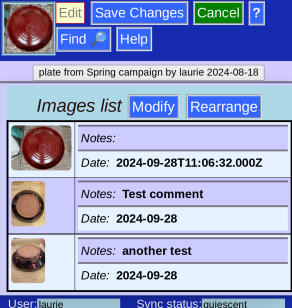 Edit Save Changes Cancel ?
Find 🔎 Help
plate from Spring campaign by laurie 2024-08-18
Images list Modify Rearrange
Notes:
Date: 2024-09-28T11:06:32.000Z
Notes: Test comment
Date: 2024-09-28
Notes: another test
Date: 2024-09-28
User: laurie Sync status: quiescent